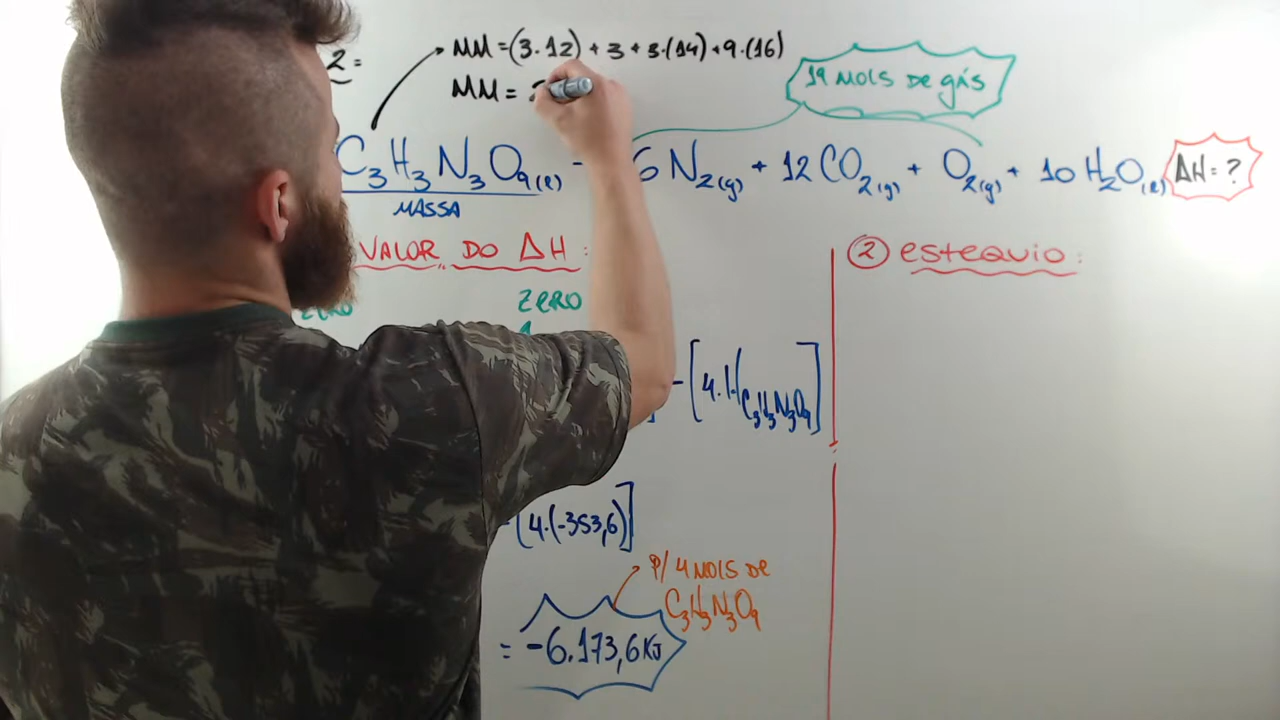 2 =
MM = (3.12) + 3 + 3.(14) + 9.(16)
MM =
19 MOLS DE gÁS
C₃H₃N₃O₉(ℓ) 6 N₂(g) + 12 CO₂(g) + O₂(g) + 10 H₂O(ℓ) ΔH = ?
MASSA
VALOR DO ΔH :
② esteQUIO :
ZERO
ZERO
- [4.H C₃H₃N₃O₉]
[4.(-353,6)]
P/ 4 MOLS DE
C₃H₃N₃O₉
= -6.173,6 KJ